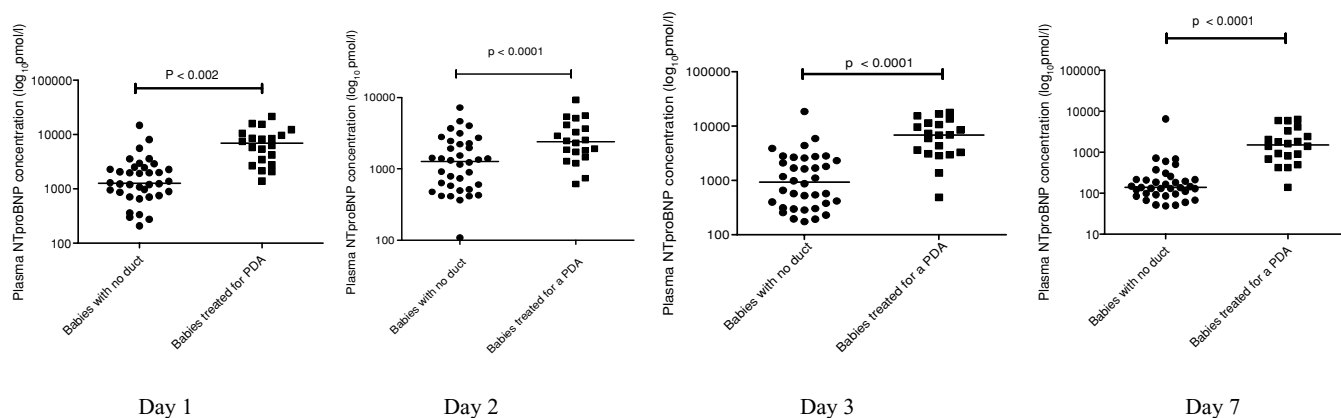 Plasma NTproBNP concentration (log10pmol/l)
P < 0.002
100000
10000
1000
100
Babies with no duct
Babies treated for PDA
Day 1
Plasma NTproBNP concentration (log10 pmol/l)
p < 0.0001
10000
1000
100
Babies with no duct
Babies treated for a PDA
Day 2
Plasma NTproBNP concentration (log10pmol/l)
p < 0.0001
100000
10000
1000
100
Babies with no duct
Babies treated for a PDA
Day 3
Plasma NTproBNP concentration (log10pmol/l)
p < 0.0001
100000
10000
1000
100
10
Babies with no duct
Babies treated for a PDA
Day 7